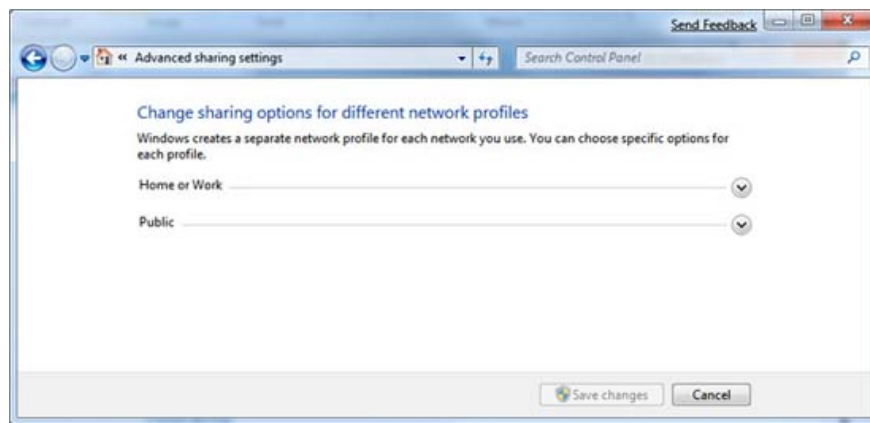 Send Feedback
« Advanced sharing settings
Search Control Panel
Change sharing options for different network profiles
Windows creates a separate network profile for each network you use. You can choose specific options for
each profile.
Home or Work
Public
Save changes
Cancel